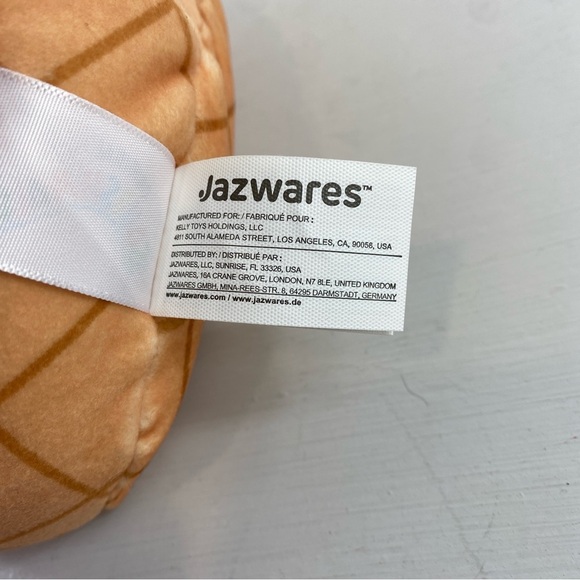 Jazwares™
MANUFACTURED FOR: / FABRIQUÉ POUR :
KELLY TOYS HOLDINGS, LLC
4811 SOUTH ALAMEDA STREET, LOS ANGELES, CA, 90058, USA
DISTRIBUTED BY: / DISTRIBUÉ PAR :
JAZWARES, LLC, SUNRISE, FL 33326, USA
JAZWARES, 16A CRANE GROVE, LONDON, N7 8LE, UNITED KINGDOM
JAZWARES GMBH, MINA-REES-STR. 8, 64295 DARMSTADT, GERMANY
www.jazwares.com / www.jazwares.de